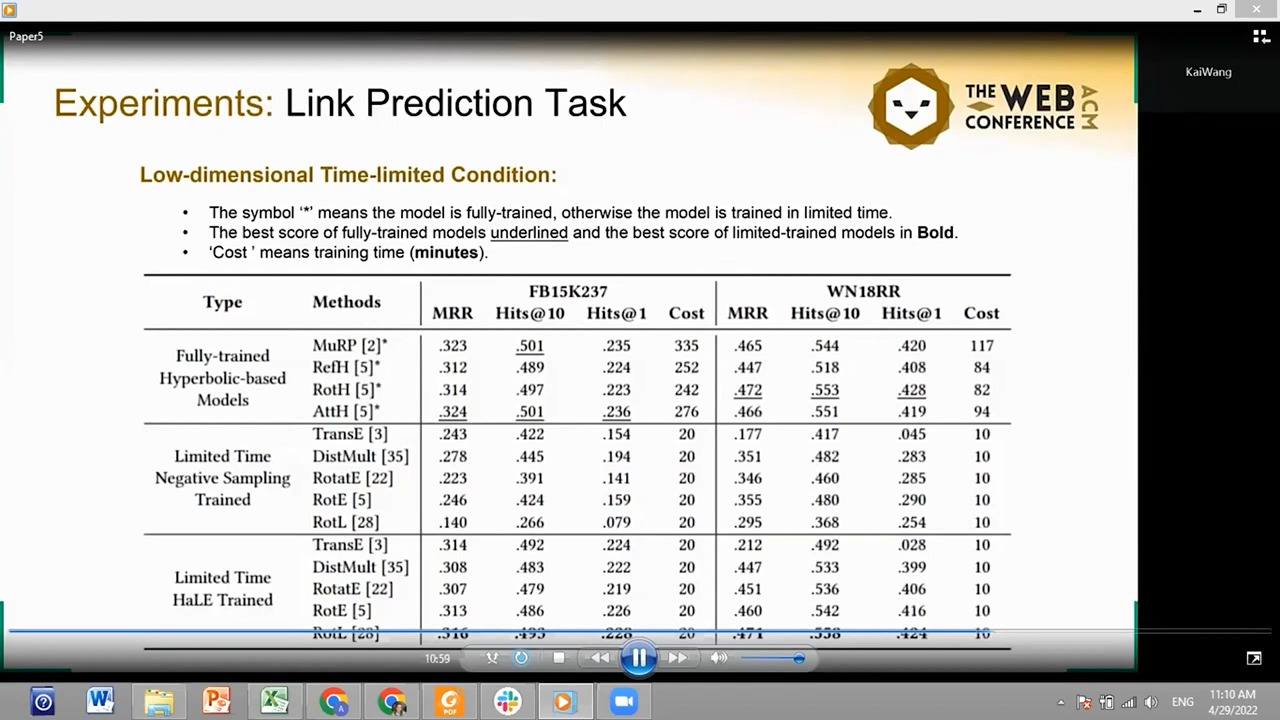 Paper5
KaiWang
Experiments: Link Prediction Task
THE WEB CONFERENCE ACM
Low-dimensional Time-limited Condition:
• The symbol ‘*’ means the model is fully-trained, otherwise the model is trained in limited time.
• The best score of fully-trained models underlined and the best score of limited-trained models in Bold.
• ‘Cost ’ means training time (minutes).
Type Methods FB15K237 WN18RR
MRR Hits@10 Hits@1 Cost MRR Hits@10 Hits@1 Cost
Fully-trained Hyperbolic-based Models
MuRP [2]* .323 .501 .235 335 .465 .544 .420 117
RefH [5]* .312 .489 .224 252 .447 .518 .408 84
RotH [5]* .314 .497 .223 242 .472 .553 .428 82
AttH [5]* .324 .501 .236 276 .466 .551 .419 94
Limited Time Negative Sampling Trained
TransE [3] .243 .422 .154 20 .177 .417 .045 10
DistMult [35] .278 .445 .194 20 .351 .482 .283 10
RotatE [22] .223 .391 .141 20 .346 .460 .285 10
RotE [5] .246 .424 .159 20 .355 .480 .290 10
RotL [28] .140 .266 .079 20 .295 .368 .254 10
Limited Time HaLE Trained
TransE [3] .314 .492 .224 20 .212 .492 .028 10
DistMult [35] .308 .483 .222 20 .447 .533 .399 10
RotatE [22] .307 .479 .219 20 .451 .536 .406 10
RotE [5] .313 .486 .226 20 .460 .542 .416 10
RotL [28] .316 .493 .228 20 .471 .558 .424 10
10:59
ENG
11:10 AM
4/29/2022